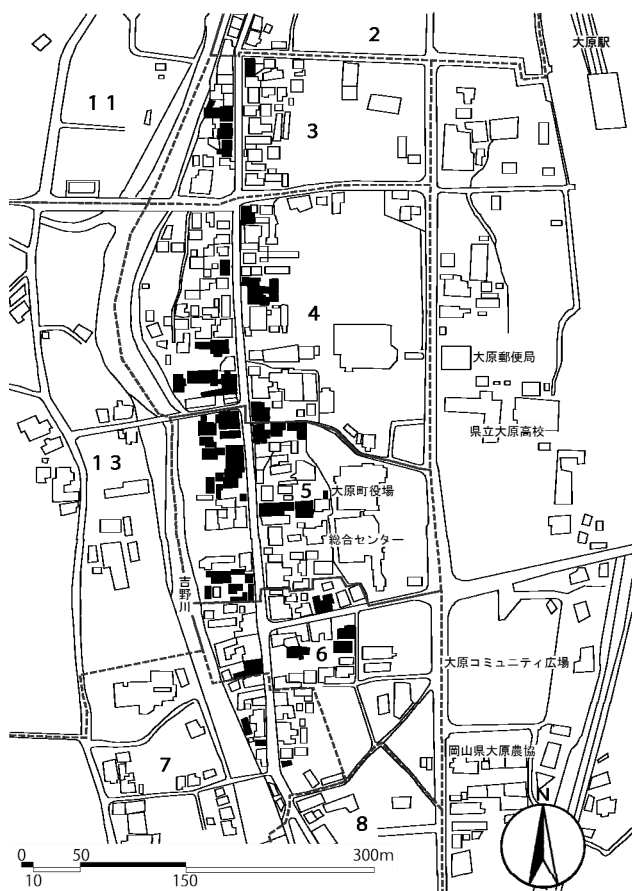 2
大原駅
11
3
4
大原郵便局
県立大原高校
13
5
大原町役場
総合センター
吉野川
6
大原コミュニティ広場
7
岡山県大原農協
8
N
0 50 300m
10 150